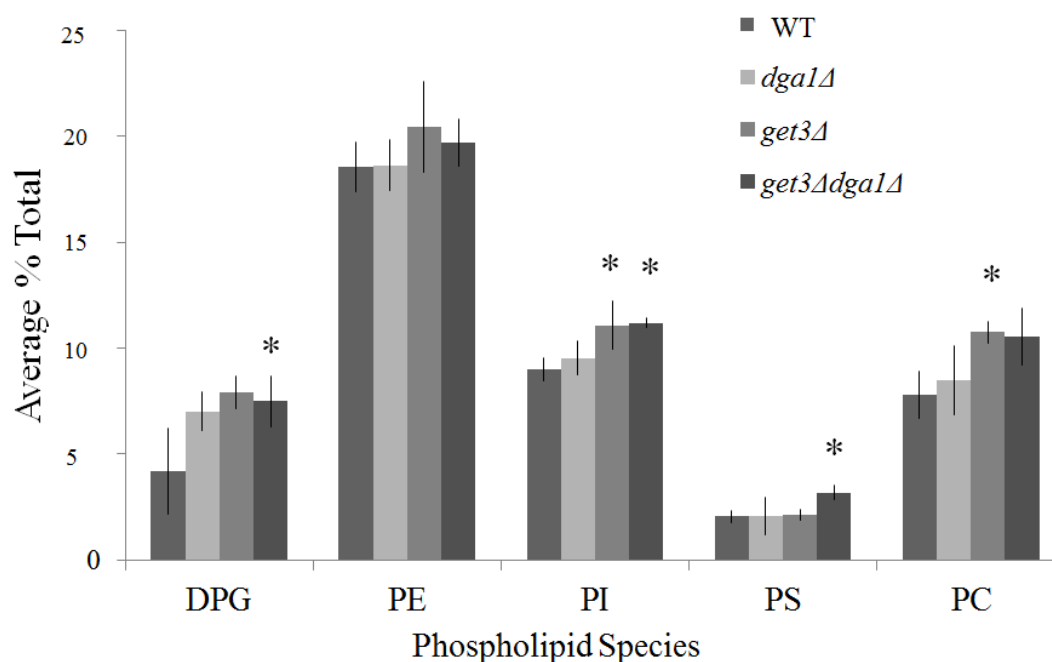 25
20
15
10
5
0
Average % Total
WT
dga1Δ
get3Δ
get3Δdga1Δ
*
* *
*
*
DPG PE PI PS PC
Phospholipid Species